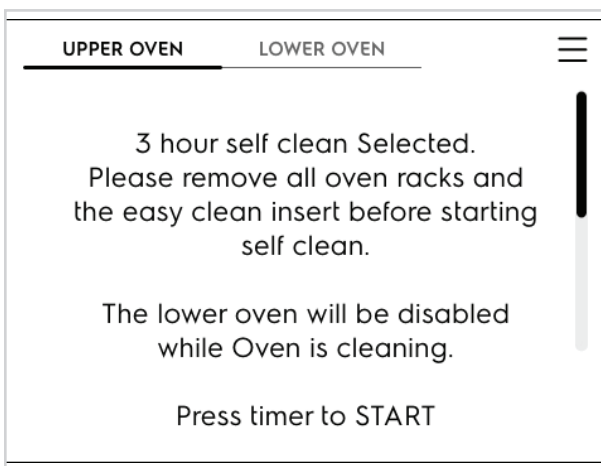 UPPER OVEN LOWER OVEN
3 hour self clean Selected.
Please remove all oven racks and
the easy clean insert before starting
self clean.
The lower oven will be disabled
while Oven is cleaning.
Press timer to START